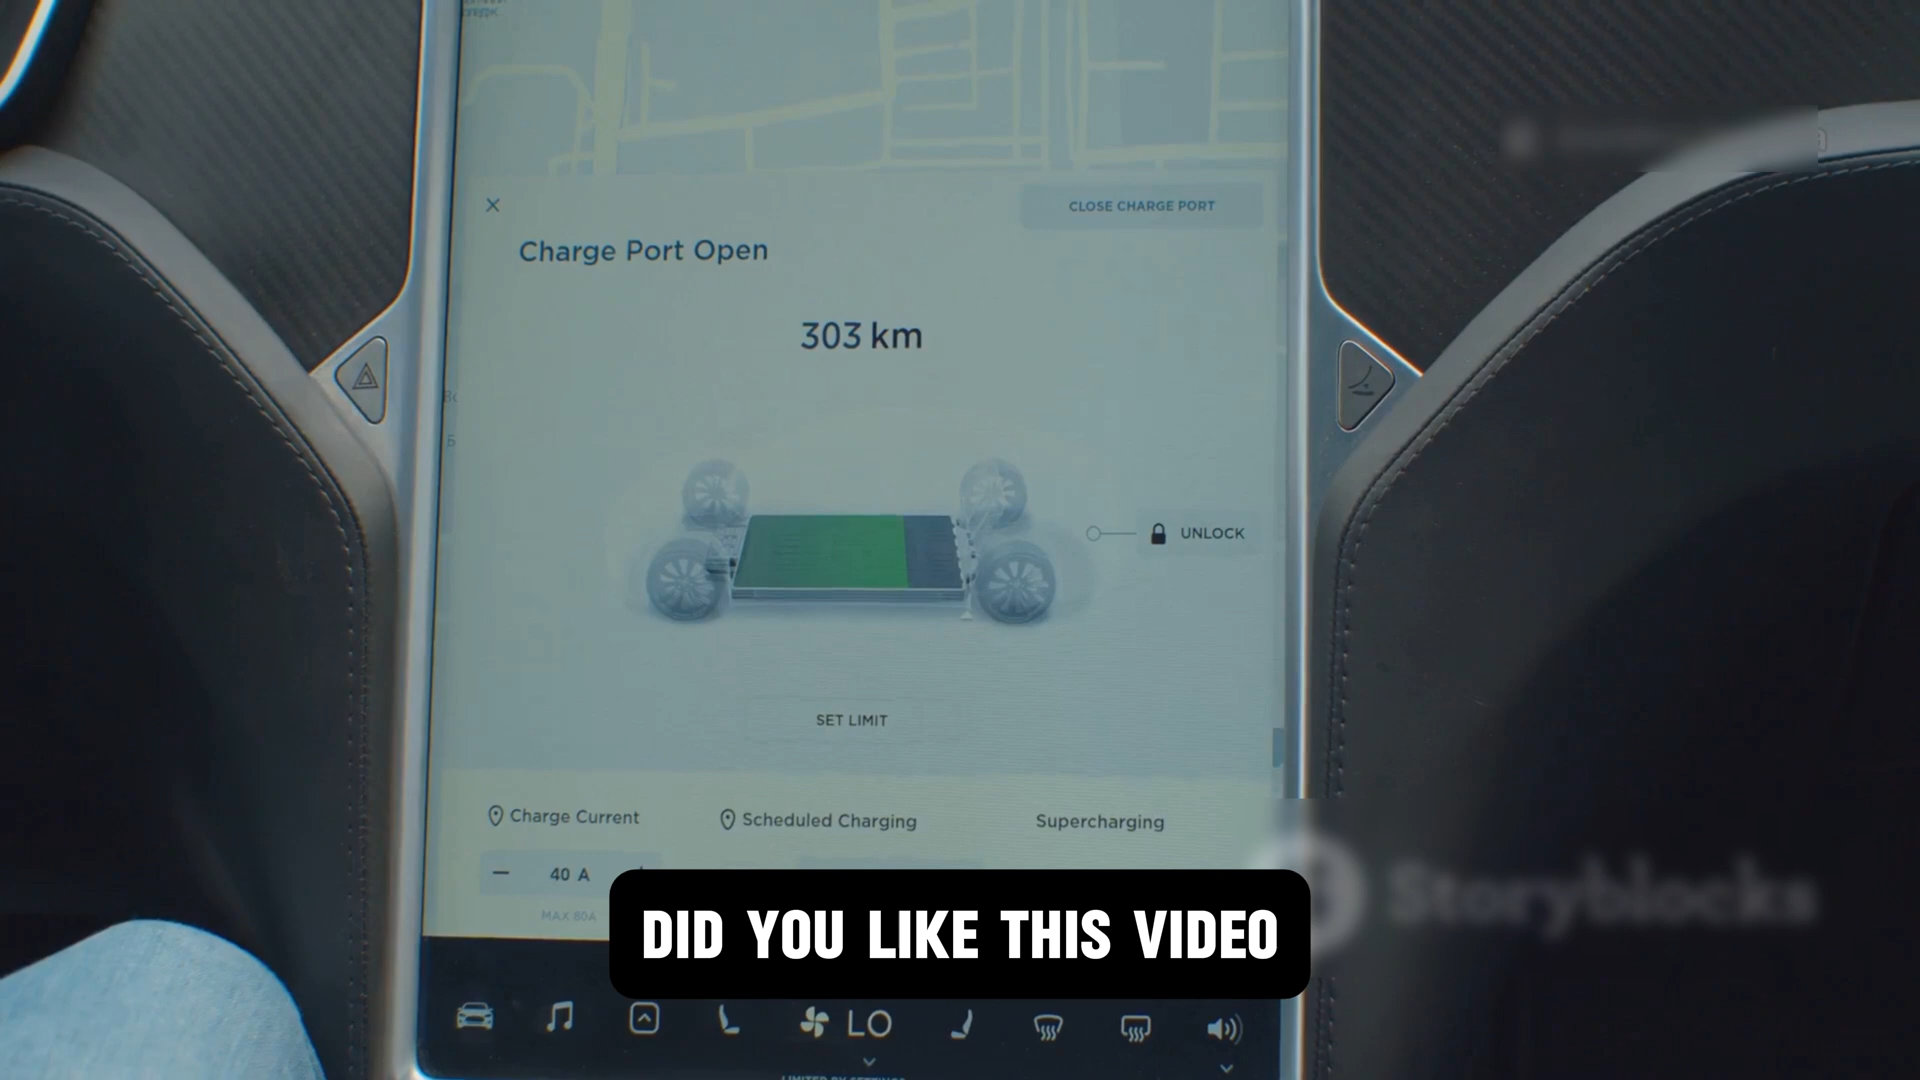 CLOSE CHARGE PORT
Charge Port Open
303 km
UNLOCK
SET LIMIT
Charge Current
Scheduled Charging
Supercharging
40 A
MAX 80A
DID YOU LIKE THIS VIDEO
Storyblocks
LO